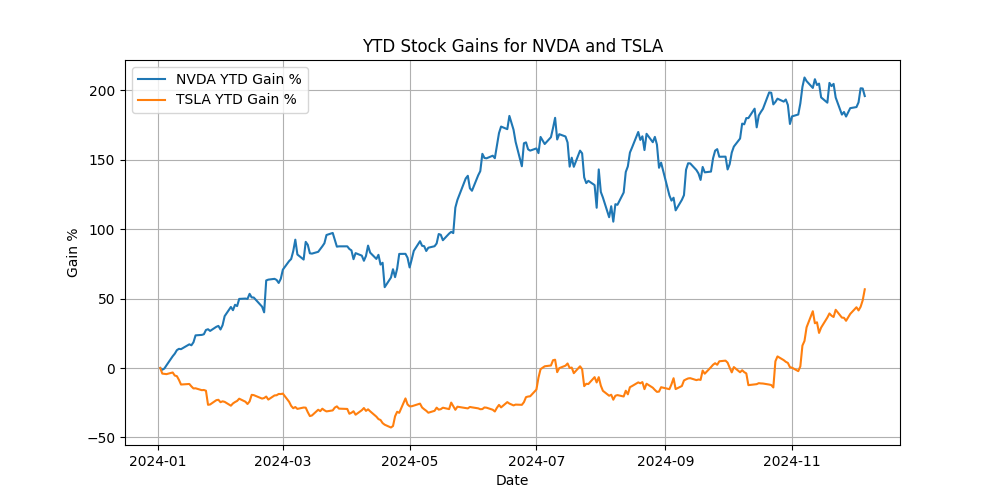 YTD Stock Gains for NVDA and TSLA
NVDA YTD Gain %
TSLA YTD Gain %
Gain %
200
150
100
50
0
−50
2024-01
2024-03
2024-05
2024-07
2024-09
2024-11
Date